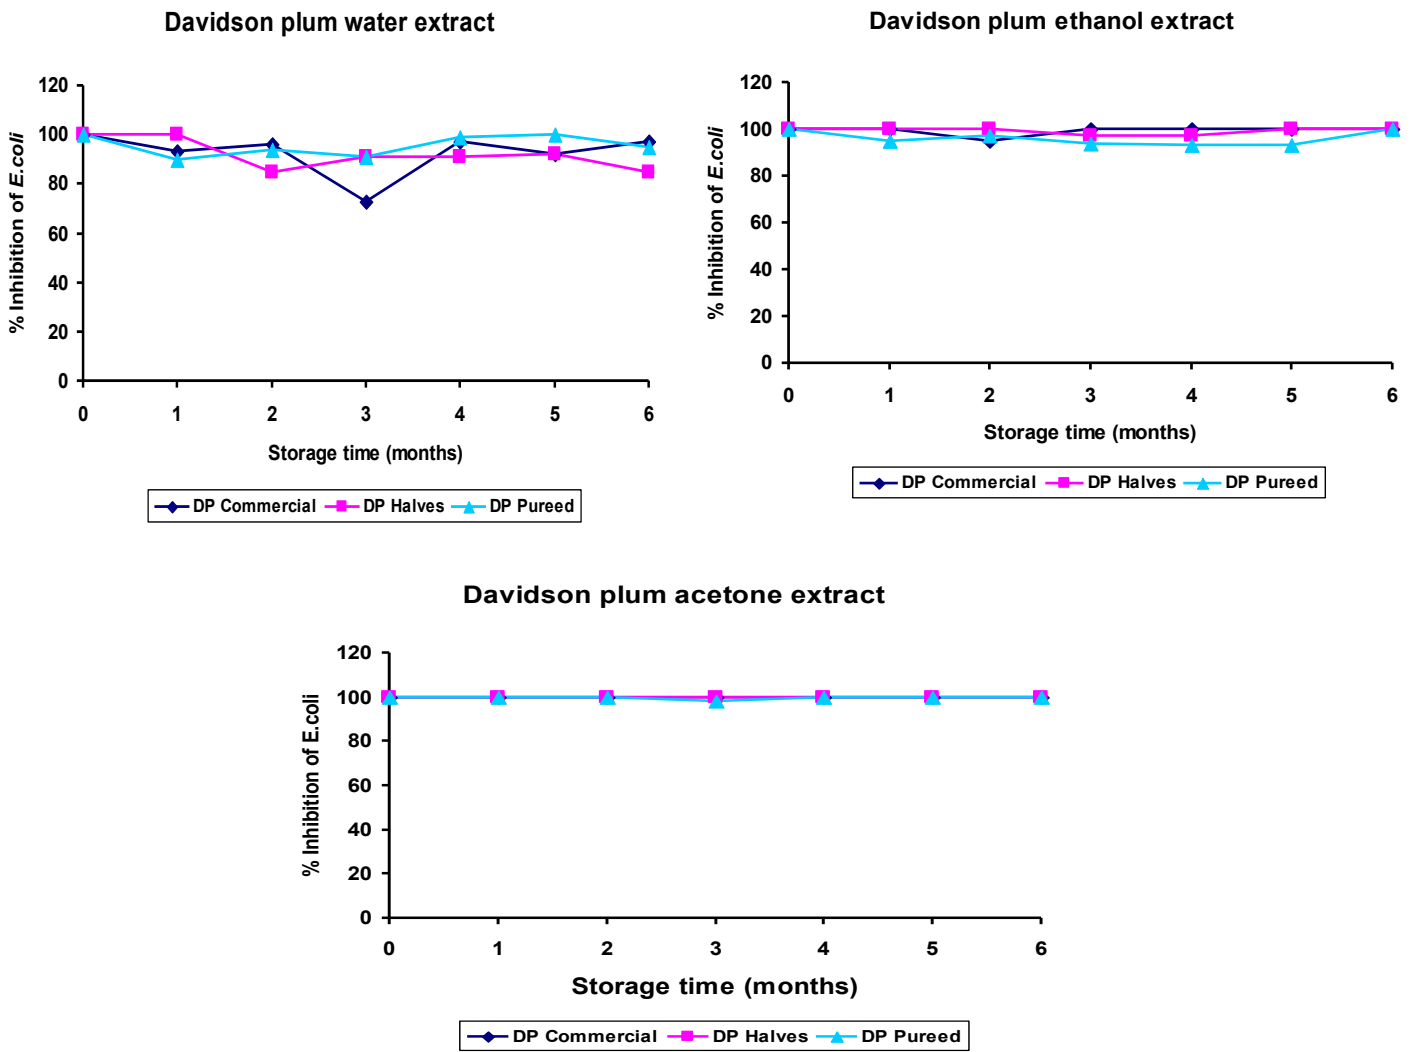 Davidson plum water extract
120
100
80
60
40
20
0
% Inhibition of E.coli
0 1 2 3 4 5 6
Storage time (months)
DP Commercial DP Halves DP Pureed
Davidson plum ethanol extract
120
100
80
60
40
20
0
% Inhibition of E.coli
0 1 2 3 4 5 6
Storage time (months)
DP Commercial DP Halves DP Pureed
Davidson plum acetone extract
120
100
80
60
40
20
0
% Inhibition of E.coli
0 1 2 3 4 5 6
Storage time (months)
DP Commercial DP Halves DP Pureed